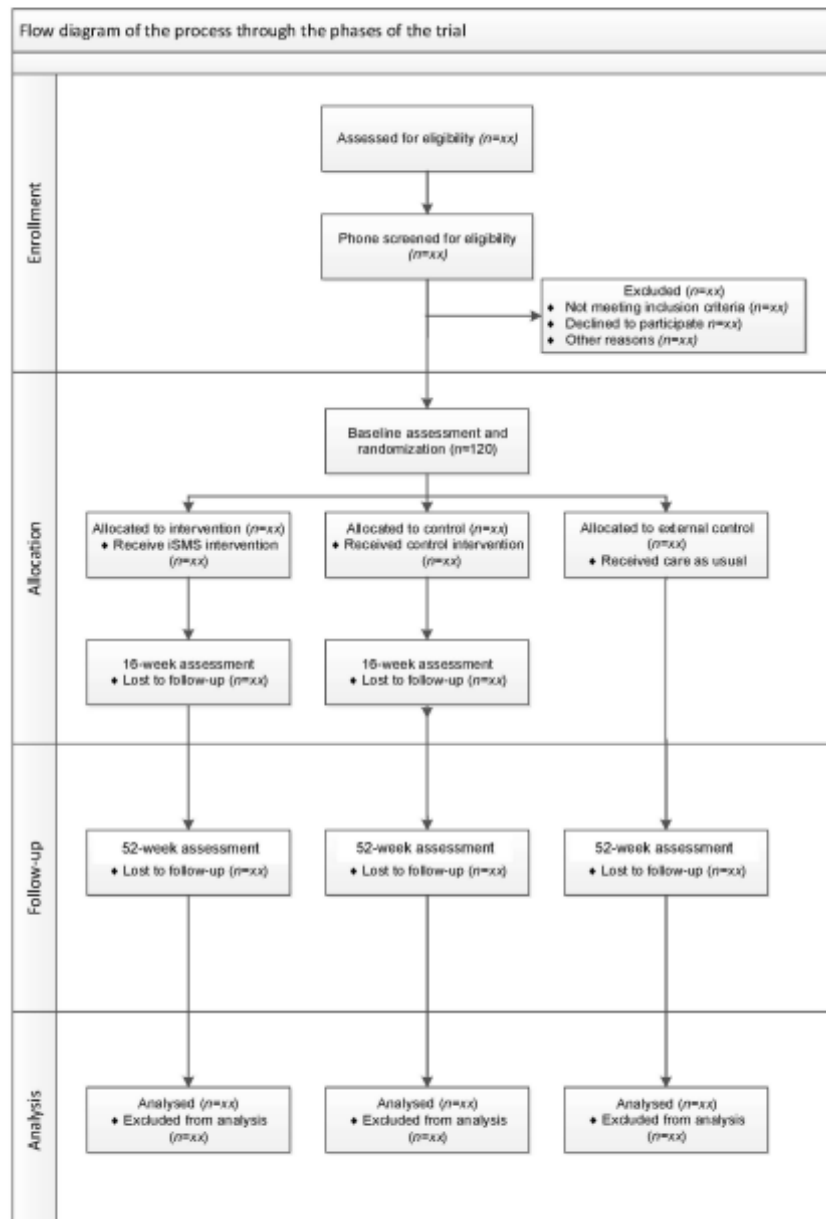 Flow diagram of the process through the phases of the trial
Enrollment
Assessed for eligibility (n=xx)
Phone screened for eligibility
(n=xx)
Excluded (n=xx)
♦ Not meeting inclusion criteria (n=xx)
♦ Declined to participate n=xx)
♦ Other reasons (n=xx)
Allocation
Baseline assessment and
randomization (n=120)
Allocated to intervention (n=xx)
♦ Receive iSMS intervention
(n=xx)
Allocated to control (n=xx)
♦ Received control intervention
(n=xx)
Allocated to external control
(n=xx)
♦ Received care as usual
16-week assessment
♦ Lost to follow-up (n=xx)
16-week assessment
♦ Lost to follow-up (n=xx)
Follow-up
52-week assessment
♦ Lost to follow-up (n=xx)
52-week assessment
♦ Lost to follow-up (n=xx)
52-week assessment
♦ Lost to follow-up (n=xx)
Analysis
Analysed (n=xx)
♦ Excluded from analysis
(n=xx)
Analysed (n=xx)
♦ Excluded from analysis
(n=xx)
Analysed (n=xx)
♦ Excluded from analysis
(n=xx)